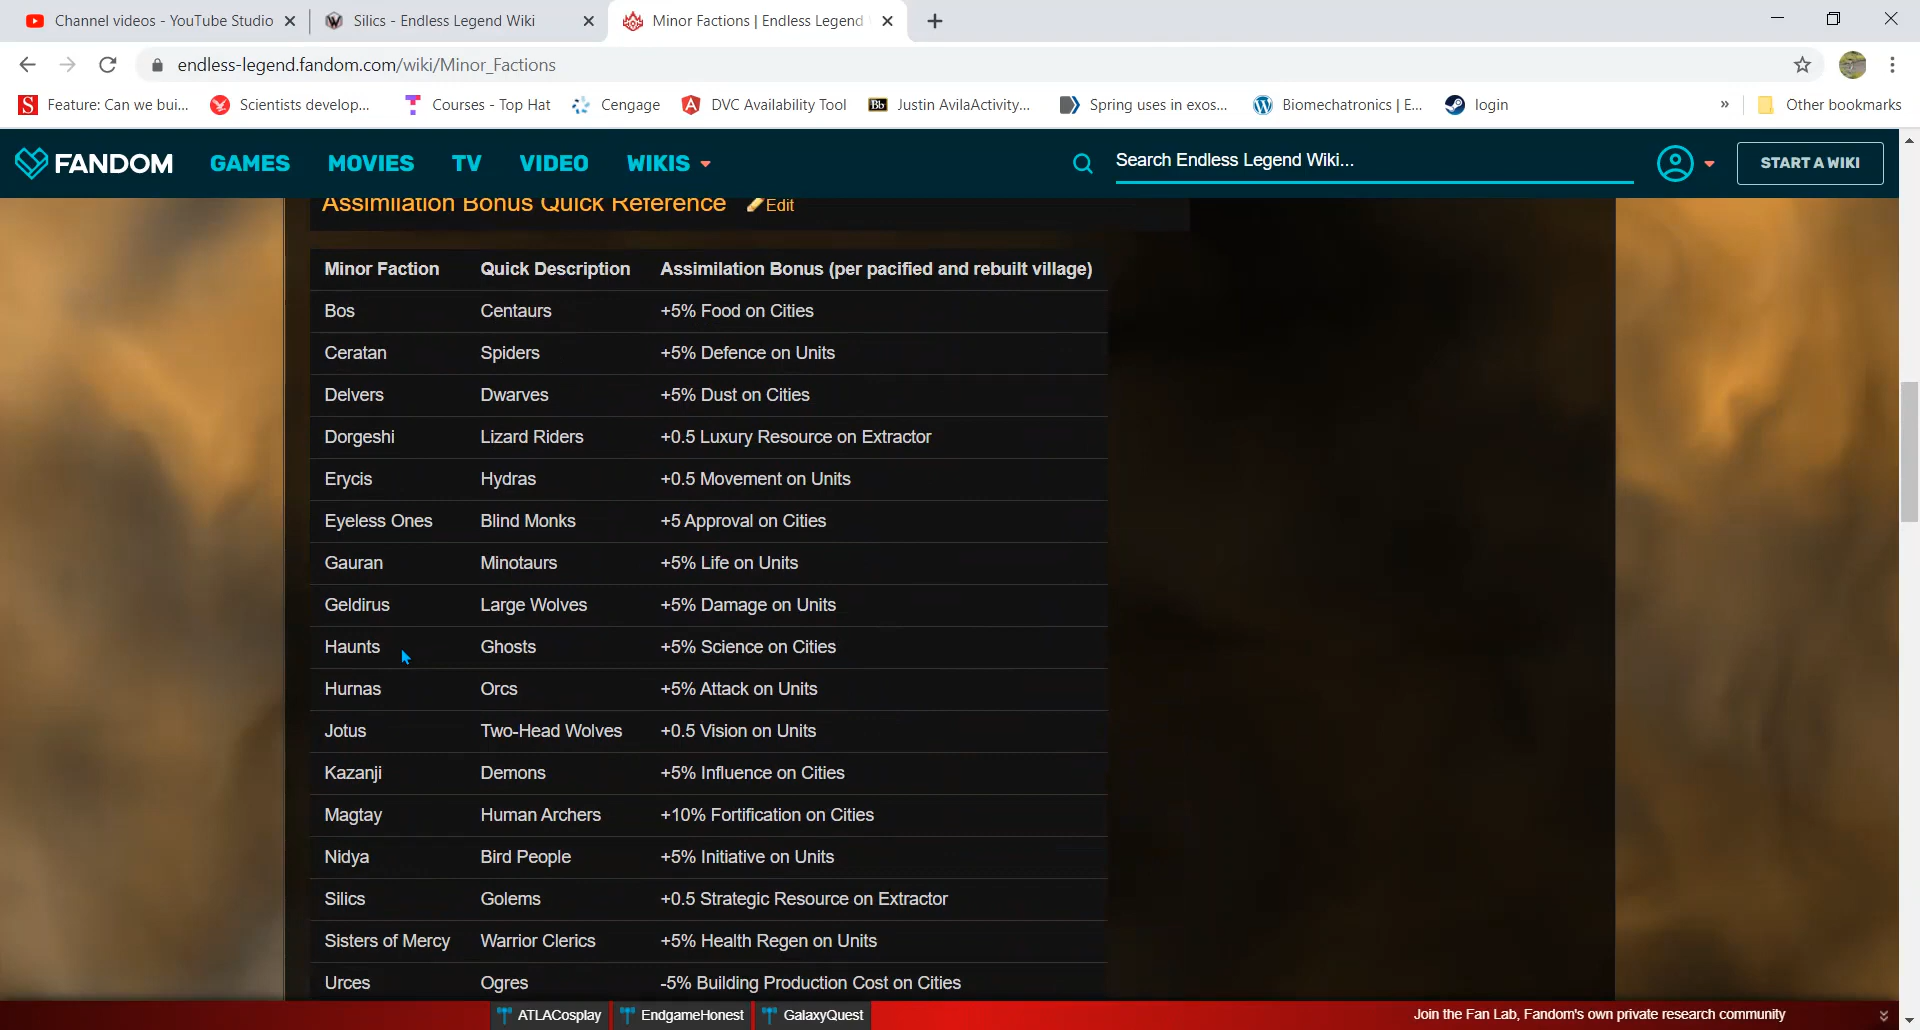 Channel videos - YouTube Studio
Silics - Endless Legend Wiki
Minor Factions | Endless Legend
endless-legend.fandom.com/wiki/Minor_Factions
Feature: Can we bui...
Scientists develop...
Courses - Top Hat
Cengage
DVC Availability Tool
Bb Justin AvilaActivity...
Spring uses in exos...
Biomechatronics | E...
login
»
Other bookmarks
FANDOM GAMES MOVIES TV VIDEO WIKIS
Search Endless Legend Wiki...
START A WIKI
Assimilation Bonus Quick Reference Edit
Minor Faction Quick Description Assimilation Bonus (per pacified and rebuilt village)
Bos Centaurs +5% Food on Cities
Ceratan Spiders +5% Defence on Units
Delvers Dwarves +5% Dust on Cities
Dorgeshi Lizard Riders +0.5 Luxury Resource on Extractor
Erycis Hydras +0.5 Movement on Units
Eyeless Ones Blind Monks +5 Approval on Cities
Gauran Minotaurs +5% Life on Units
Geldirus Large Wolves +5% Damage on Units
Haunts Ghosts +5% Science on Cities
Hurnas Orcs +5% Attack on Units
Jotus Two-Head Wolves +0.5 Vision on Units
Kazanji Demons +5% Influence on Cities
Magtay Human Archers +10% Fortification on Cities
Nidya Bird People +5% Initiative on Units
Silics Golems +0.5 Strategic Resource on Extractor
Sisters of Mercy Warrior Clerics +5% Health Regen on Units
Urces Ogres -5% Building Production Cost on Cities
ATLACosplay EndgameHonest GalaxyQuest Join the Fan Lab, Fandom's own private research community